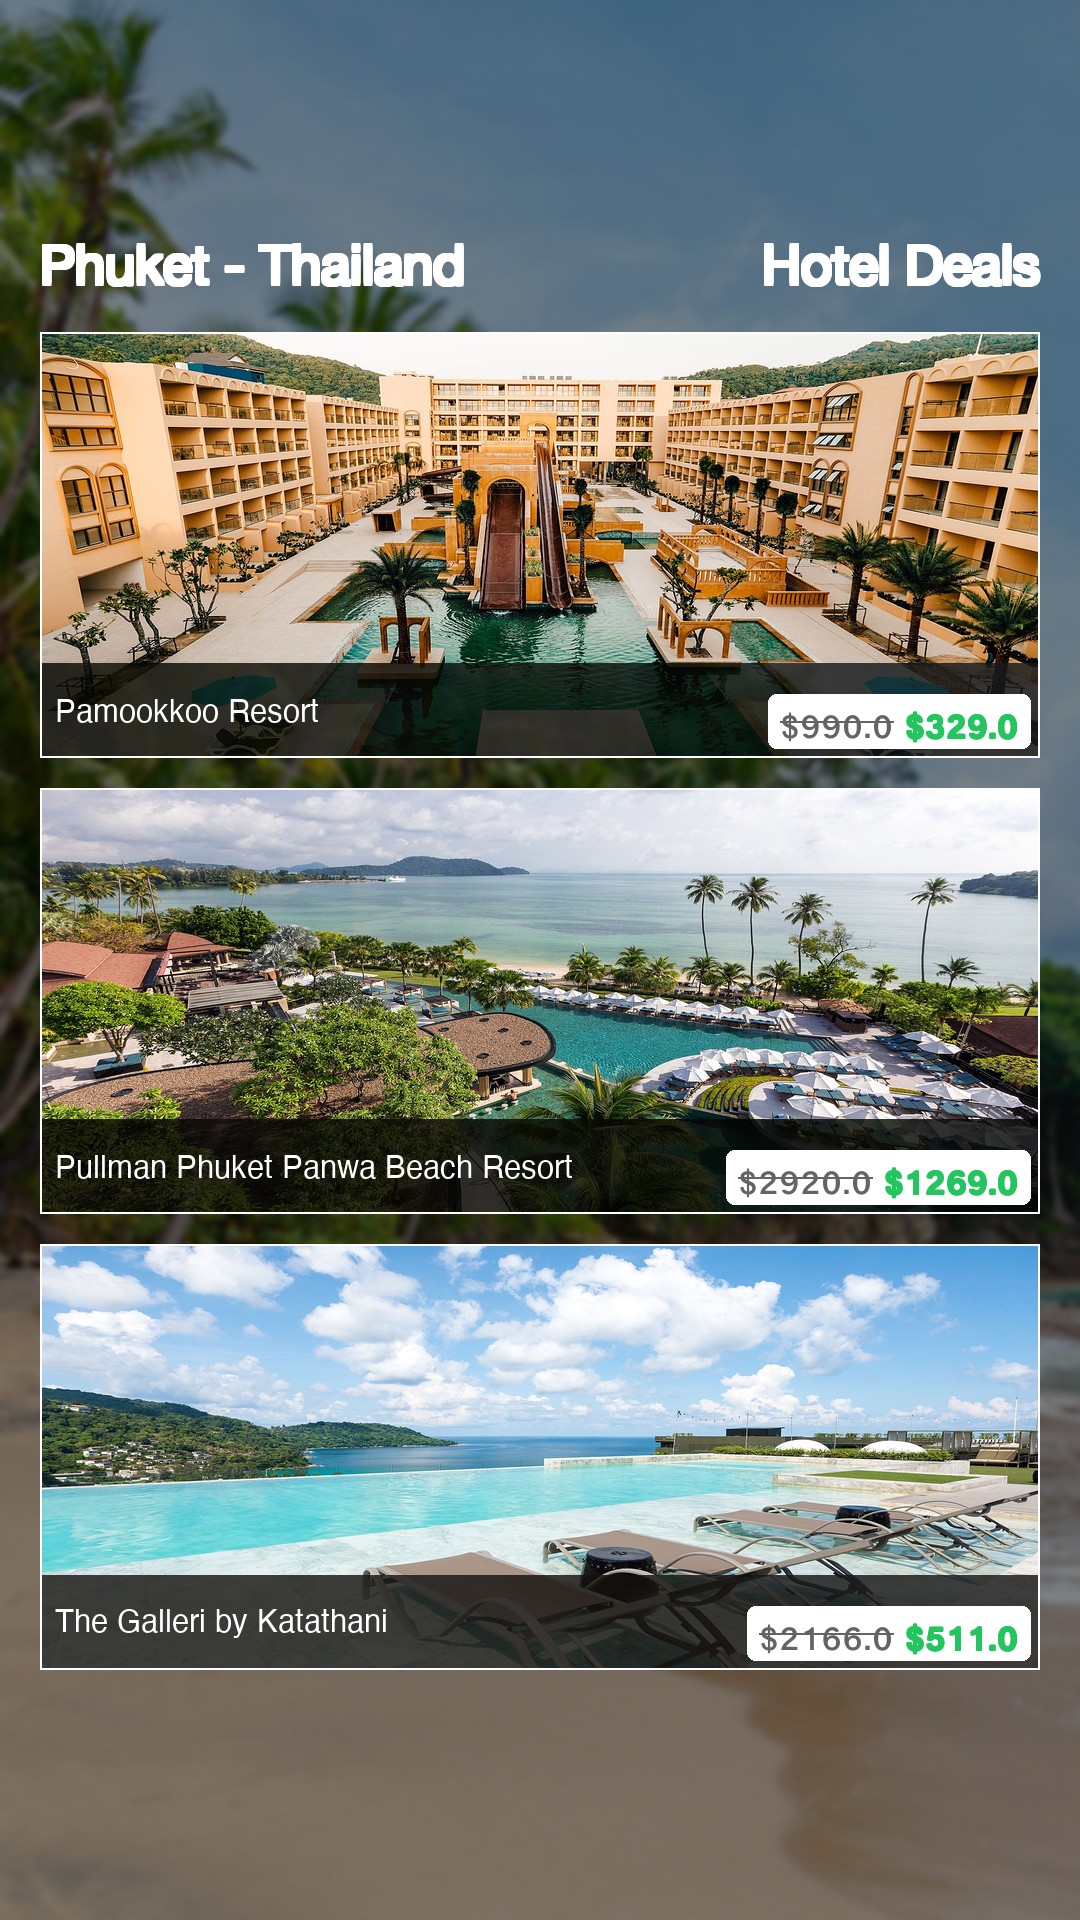 Phuket - Thailand Hotel Deals
Pamookkoo Resort
$990.0 $329.0
Pullman Phuket Panwa Beach Resort
$2920.0 $1269.0
The Galleri by Katathani
$2166.0 $511.0